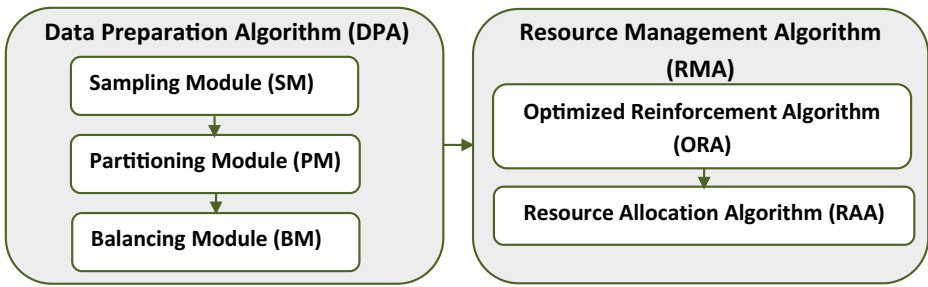 Data Preparation Algorithm (DPA)
Sampling Module (SM)
Partitioning Module (PM)
Balancing Module (BM)
Resource Management Algorithm
(RMA)
Optimized Reinforcement Algorithm
(ORA)
Resource Allocation Algorithm (RAA)